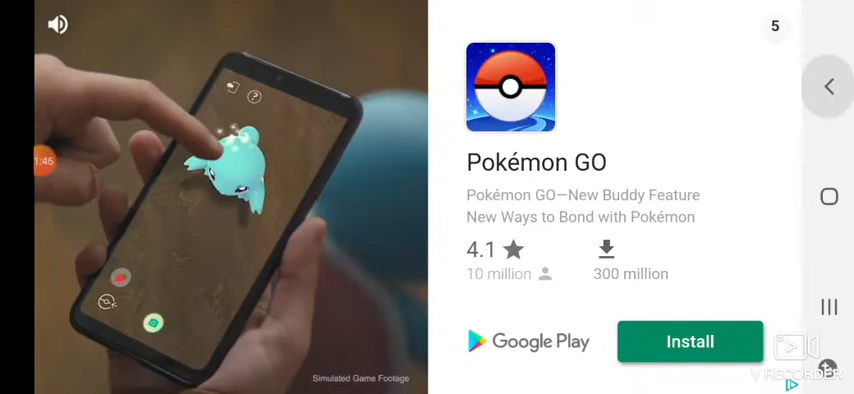 5
1:46
Pokémon GO
Pokémon GO—New Buddy Feature
New Ways to Bond with Pokémon
4.1
10 million
300 million
Google Play
Install
Simulated Game Footage
V RECORDER